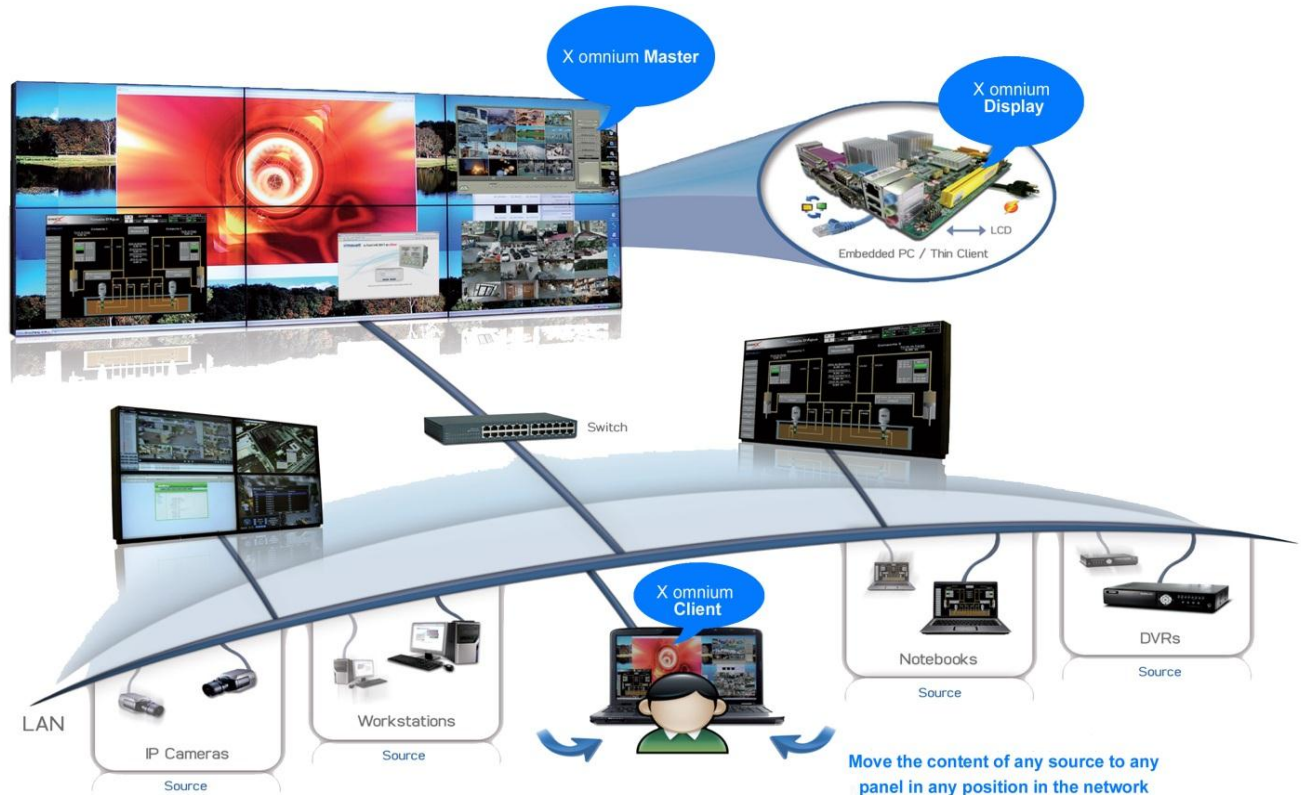 X omnium Master
X omnium
Display
LCD
Embedded PC / Thin Client
Switch
X omnium
Client
Notebooks
Source
DVRs
Source
LAN
IP Cameras
Source
Workstations
Source
Move the content of any source to any
panel in any position in the network